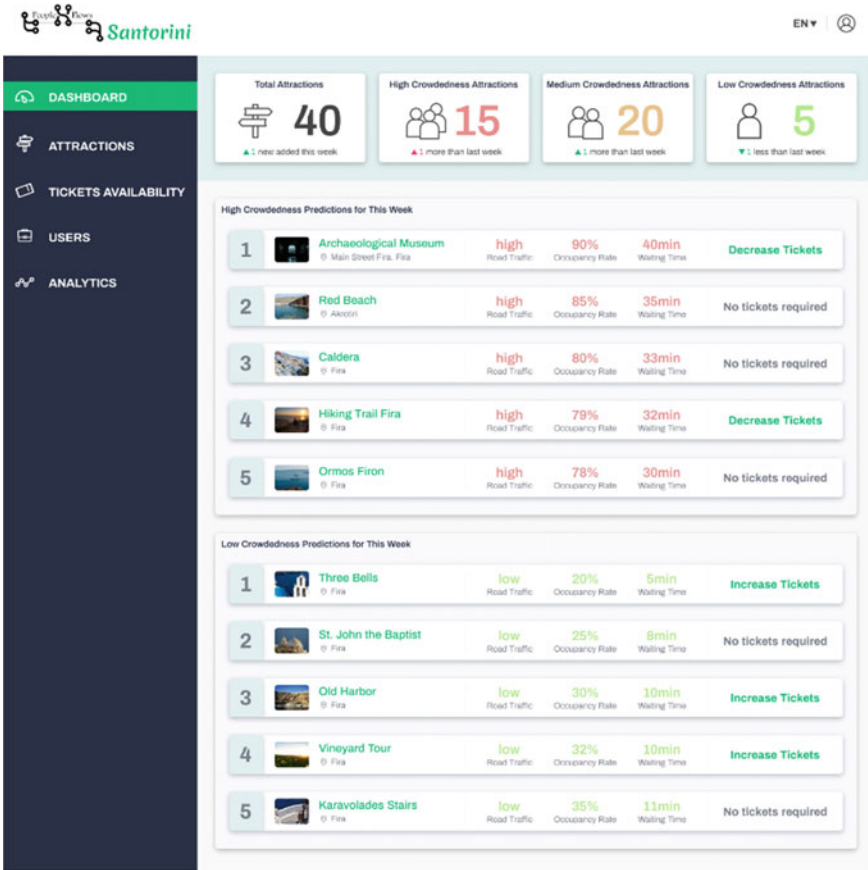 People Flows
Santorini
EN ▾
DASHBOARD
ATTRACTIONS
TICKETS AVAILABILITY
USERS
ANALYTICS
Total Attractions
40
▲ 1 new added this week
High Crowdedness Attractions
15
▲ 1 more than last week
Medium Crowdedness Attractions
20
▲ 1 more than last week
Low Crowdedness Attractions
5
▼ 1 less than last week
High Crowdedness Predictions for This Week
1 Archaeological Museum high 90% 40min Decrease Tickets
Main Street Fira, Fira Road Traffic Occupancy Rate Waiting Time
2 Red Beach high 85% 35min No tickets required
Akrotiri Road Traffic Occupancy Rate Waiting Time
3 Caldera high 80% 33min No tickets required
Fira Road Traffic Occupancy Rate Waiting Time
4 Hiking Trail Fira high 79% 32min Decrease Tickets
Fira Road Traffic Occupancy Rate Waiting Time
5 Ormos Firon high 78% 30min No tickets required
Fira Road Traffic Occupancy Rate Waiting Time
Low Crowdedness Predictions for This Week
1 Three Bells low 20% 5min Increase Tickets
Fira Road Traffic Occupancy Rate Waiting Time
2 St. John the Baptist low 25% 8min No tickets required
Fira Road Traffic Occupancy Rate Waiting Time
3 Old Harbor low 30% 10min Increase Tickets
Fira Road Traffic Occupancy Rate Waiting Time
4 Vineyard Tour low 32% 10min Increase Tickets
Fira Road Traffic Occupancy Rate Waiting Time
5 Karavolades Stairs low 35% 11min No tickets required
Fira Road Traffic Occupancy Rate Waiting Time